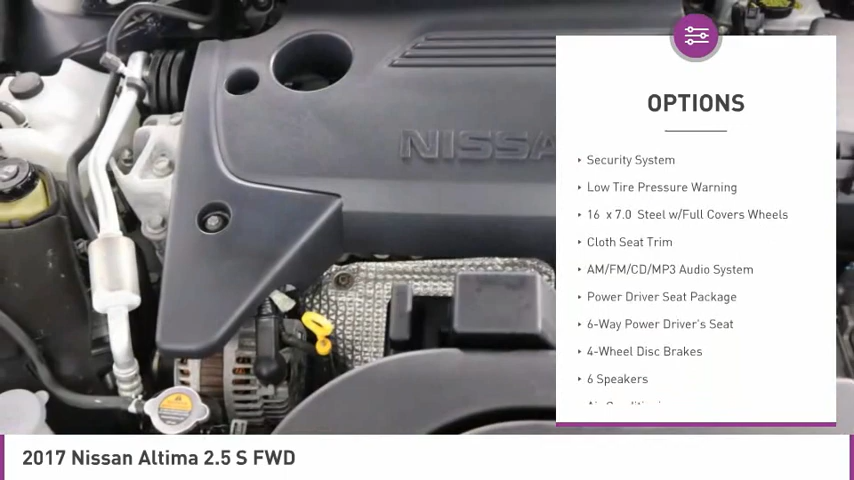 OPTIONS
Security System
Low Tire Pressure Warning
16 x 7.0 Steel w/Full Covers Wheels
Cloth Seat Trim
AM/FM/CD/MP3 Audio System
Power Driver Seat Package
6-Way Power Driver's Seat
4-Wheel Disc Brakes
6 Speakers
NISSA
2017 Nissan Altima 2.5 S FWD